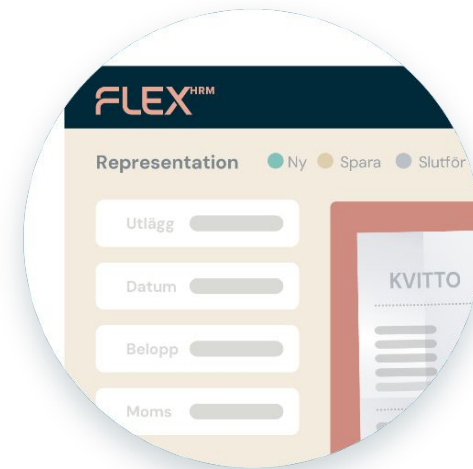 FLEX HRM
Representation Ny Spara Slutför
Utlägg
Datum
Belopp
Moms
KVITTO